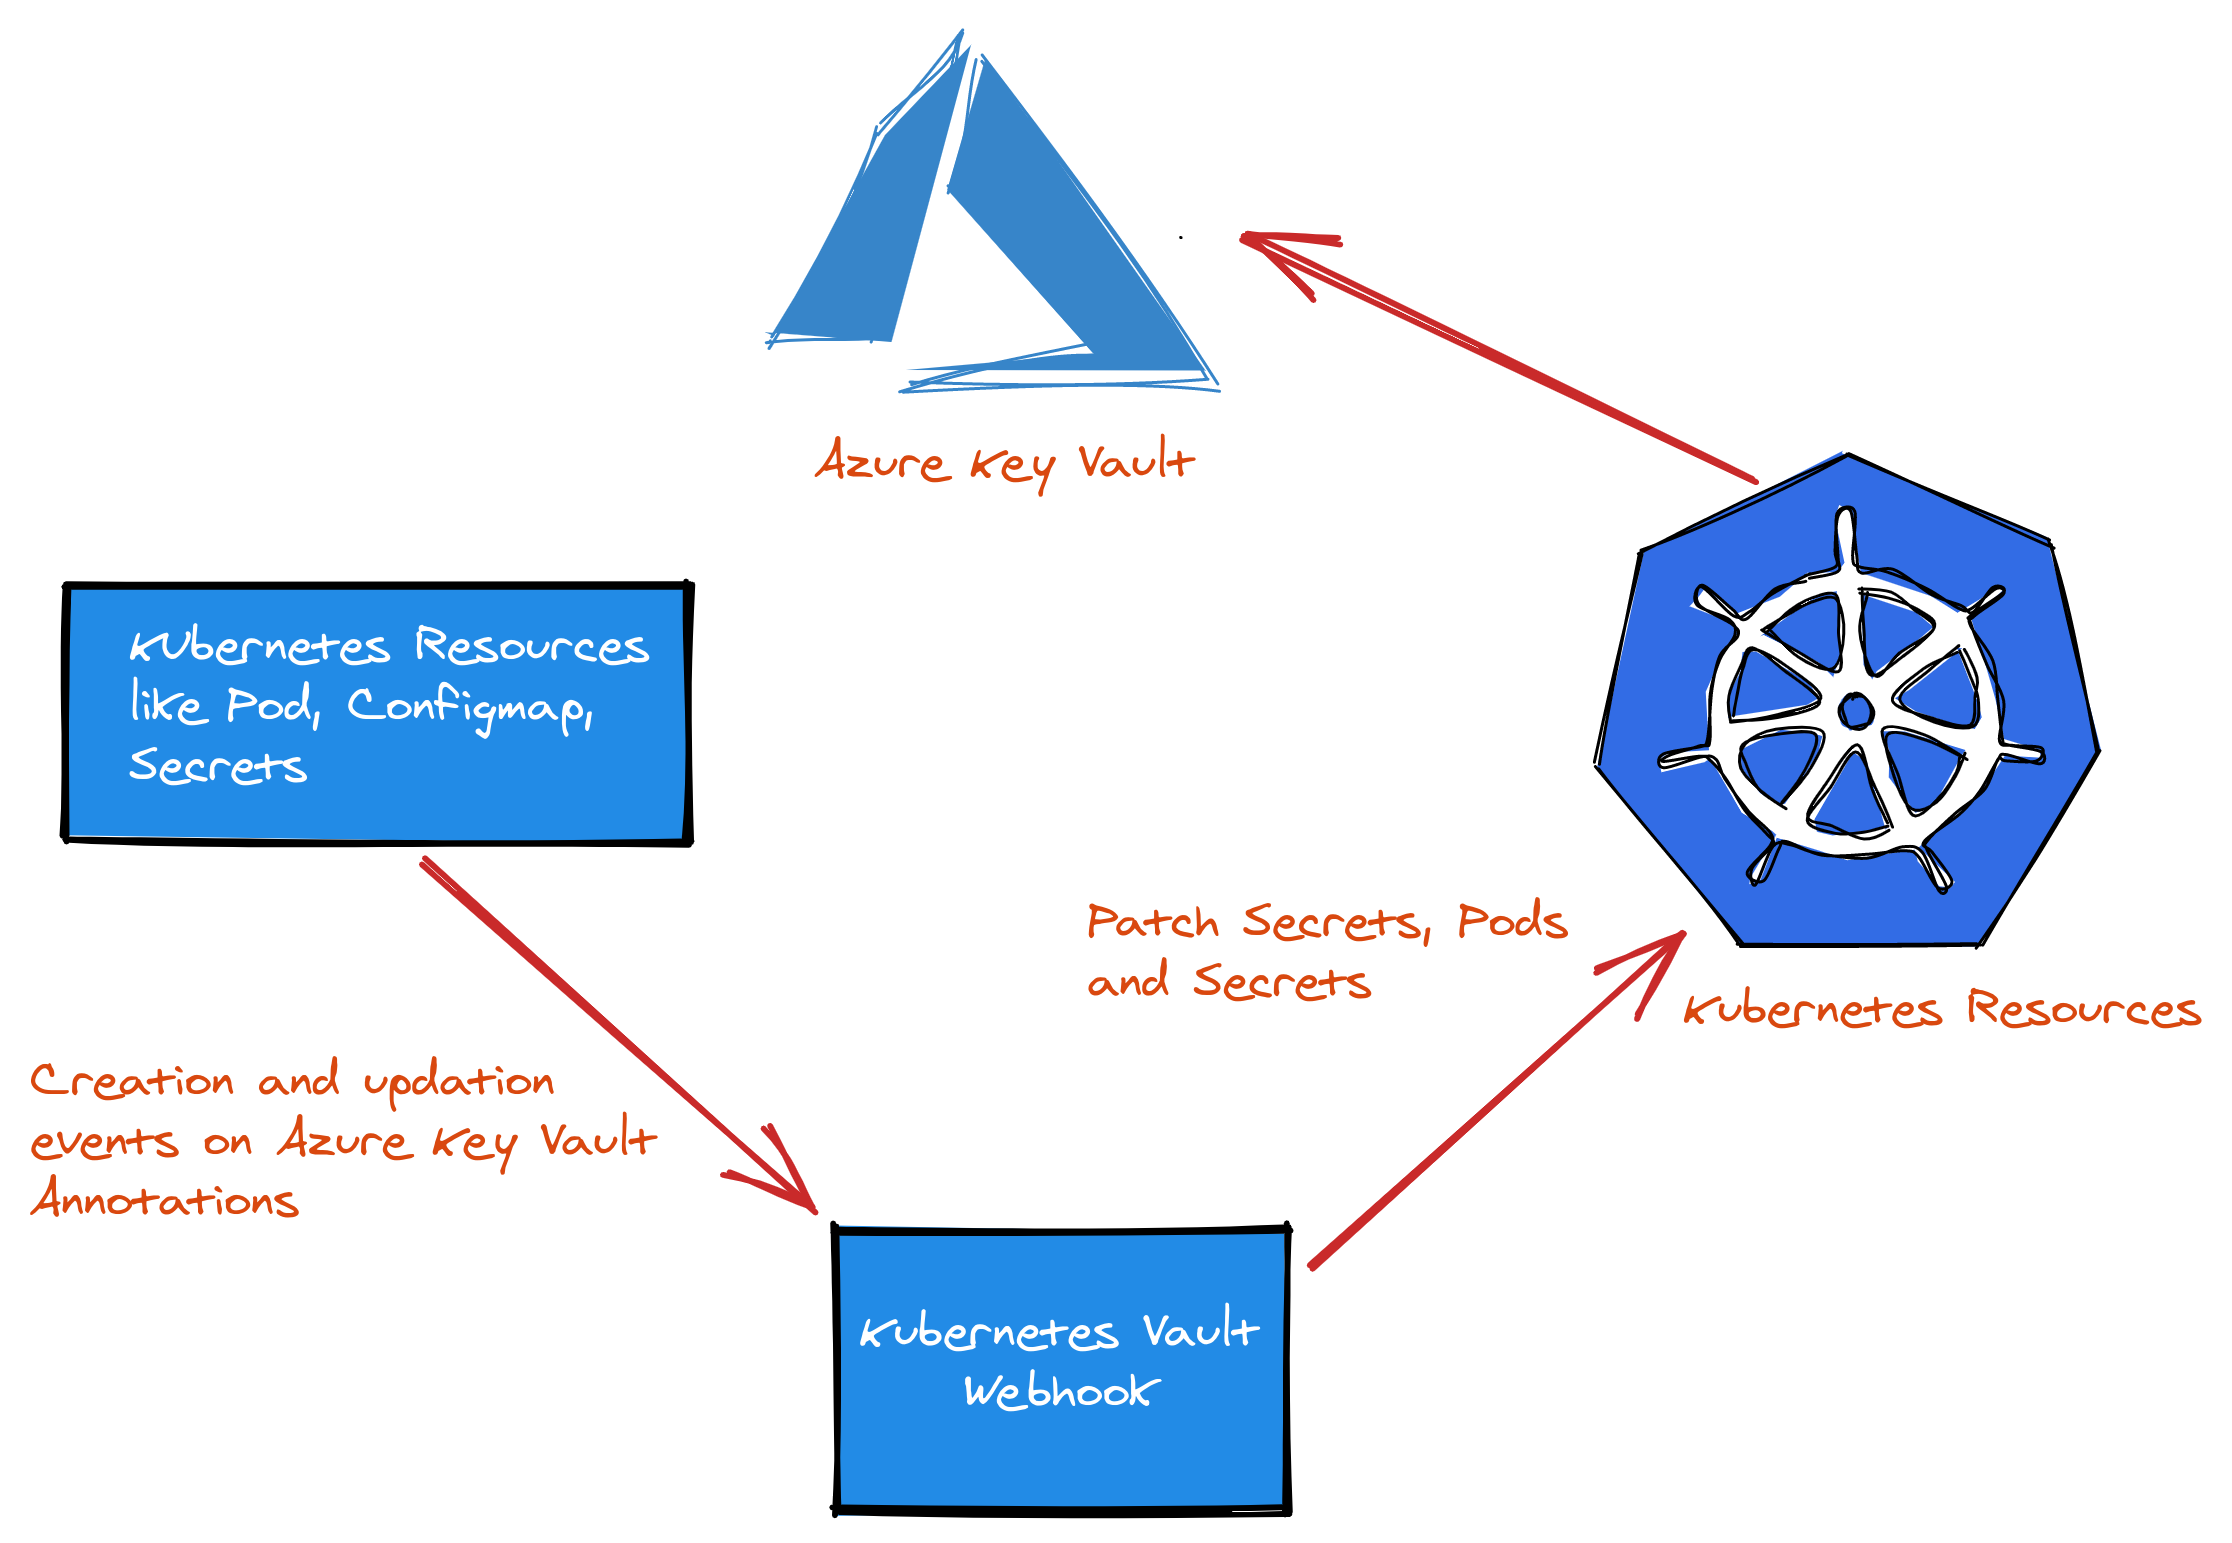 Azure Key Vault
Kubernetes Resources
like Pod, Configmap,
Secrets
Patch Secrets, Pods
and Secrets
Kubernetes Resources
Creation and updation
events on Azure Key Vault
Annotations
Kubernetes Vault
Webhook